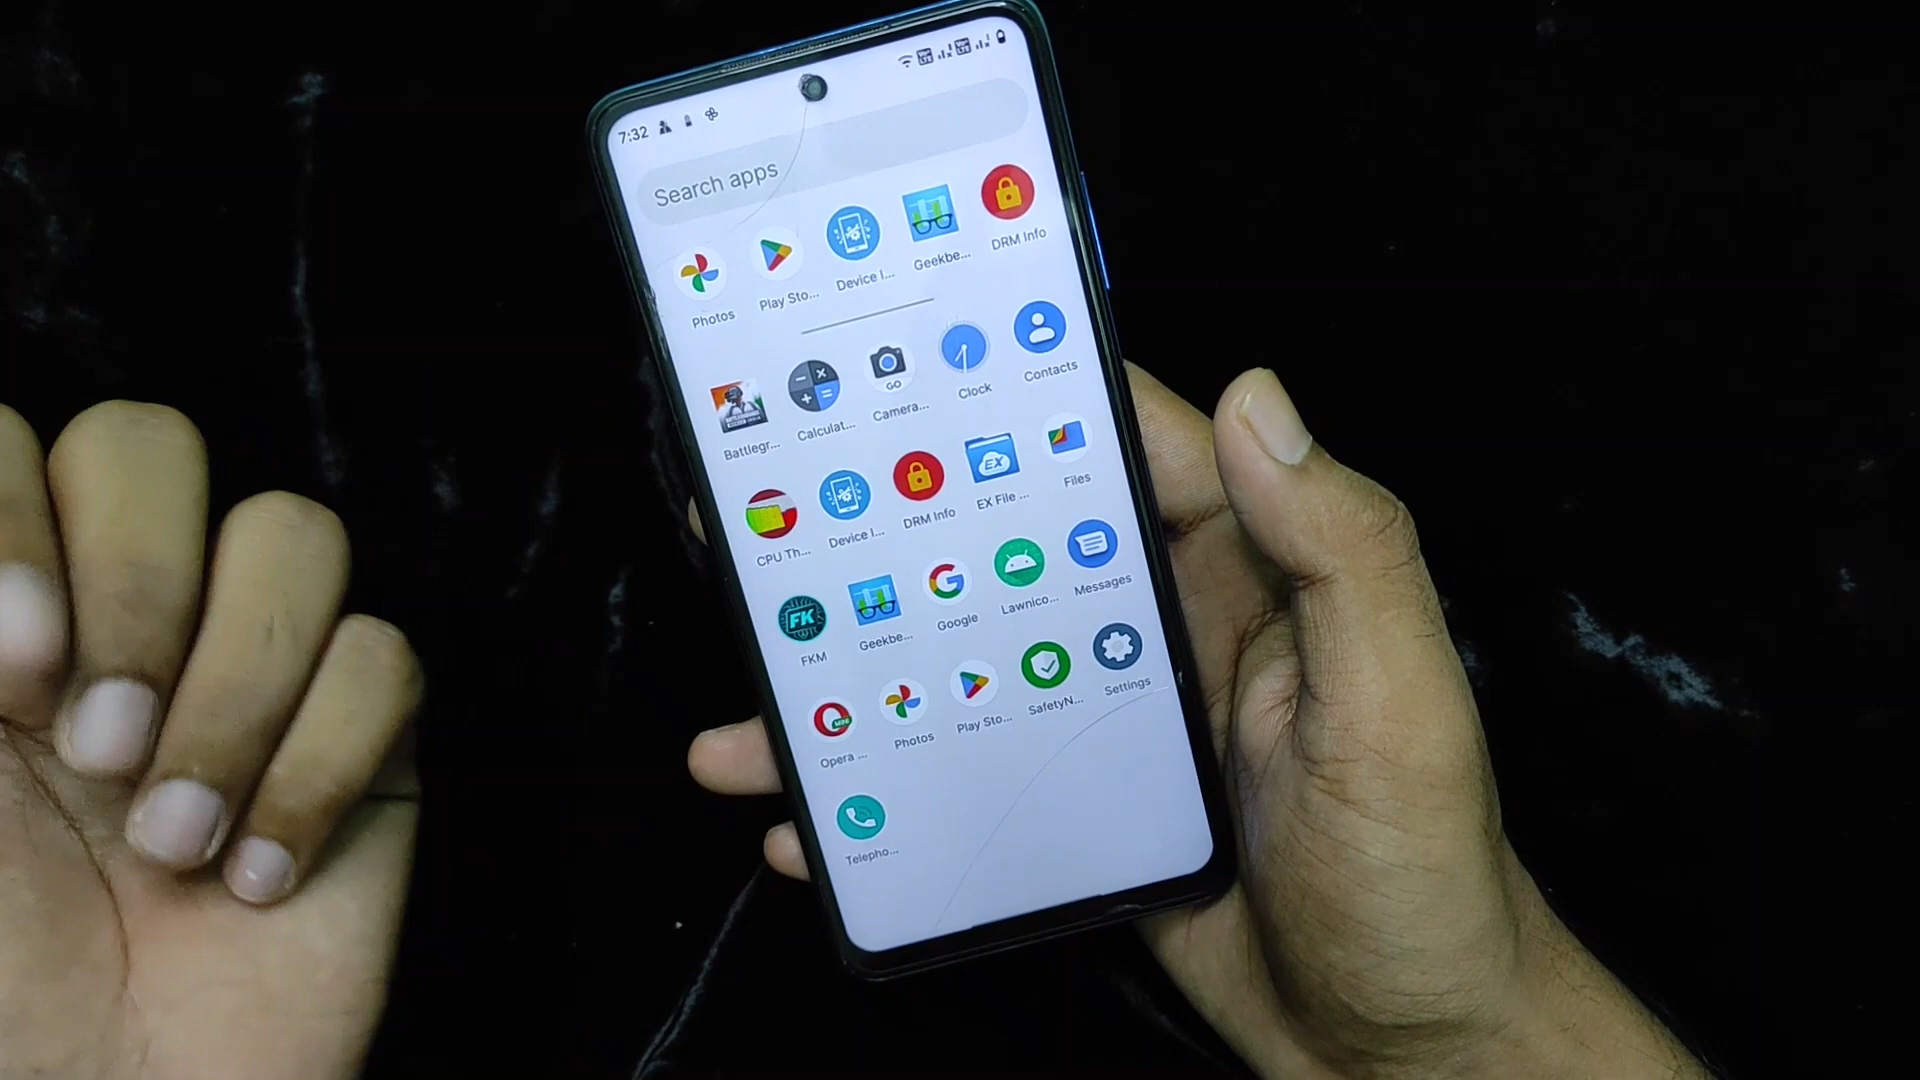 7:32
Search apps
Photos
Play Sto...
Device I...
Geekbe...
DRM Info
Battlegr...
Calculat...
GO
Camera...
Clock
Contacts
CPU Th...
Device I...
DRM Info
EX
EX File ...
Files
FK
FKM
Geekbe...
Google
Lawnico...
Messages
MINI
Opera ...
Photos
Play Sto...
SafetyN...
Settings
Telepho...